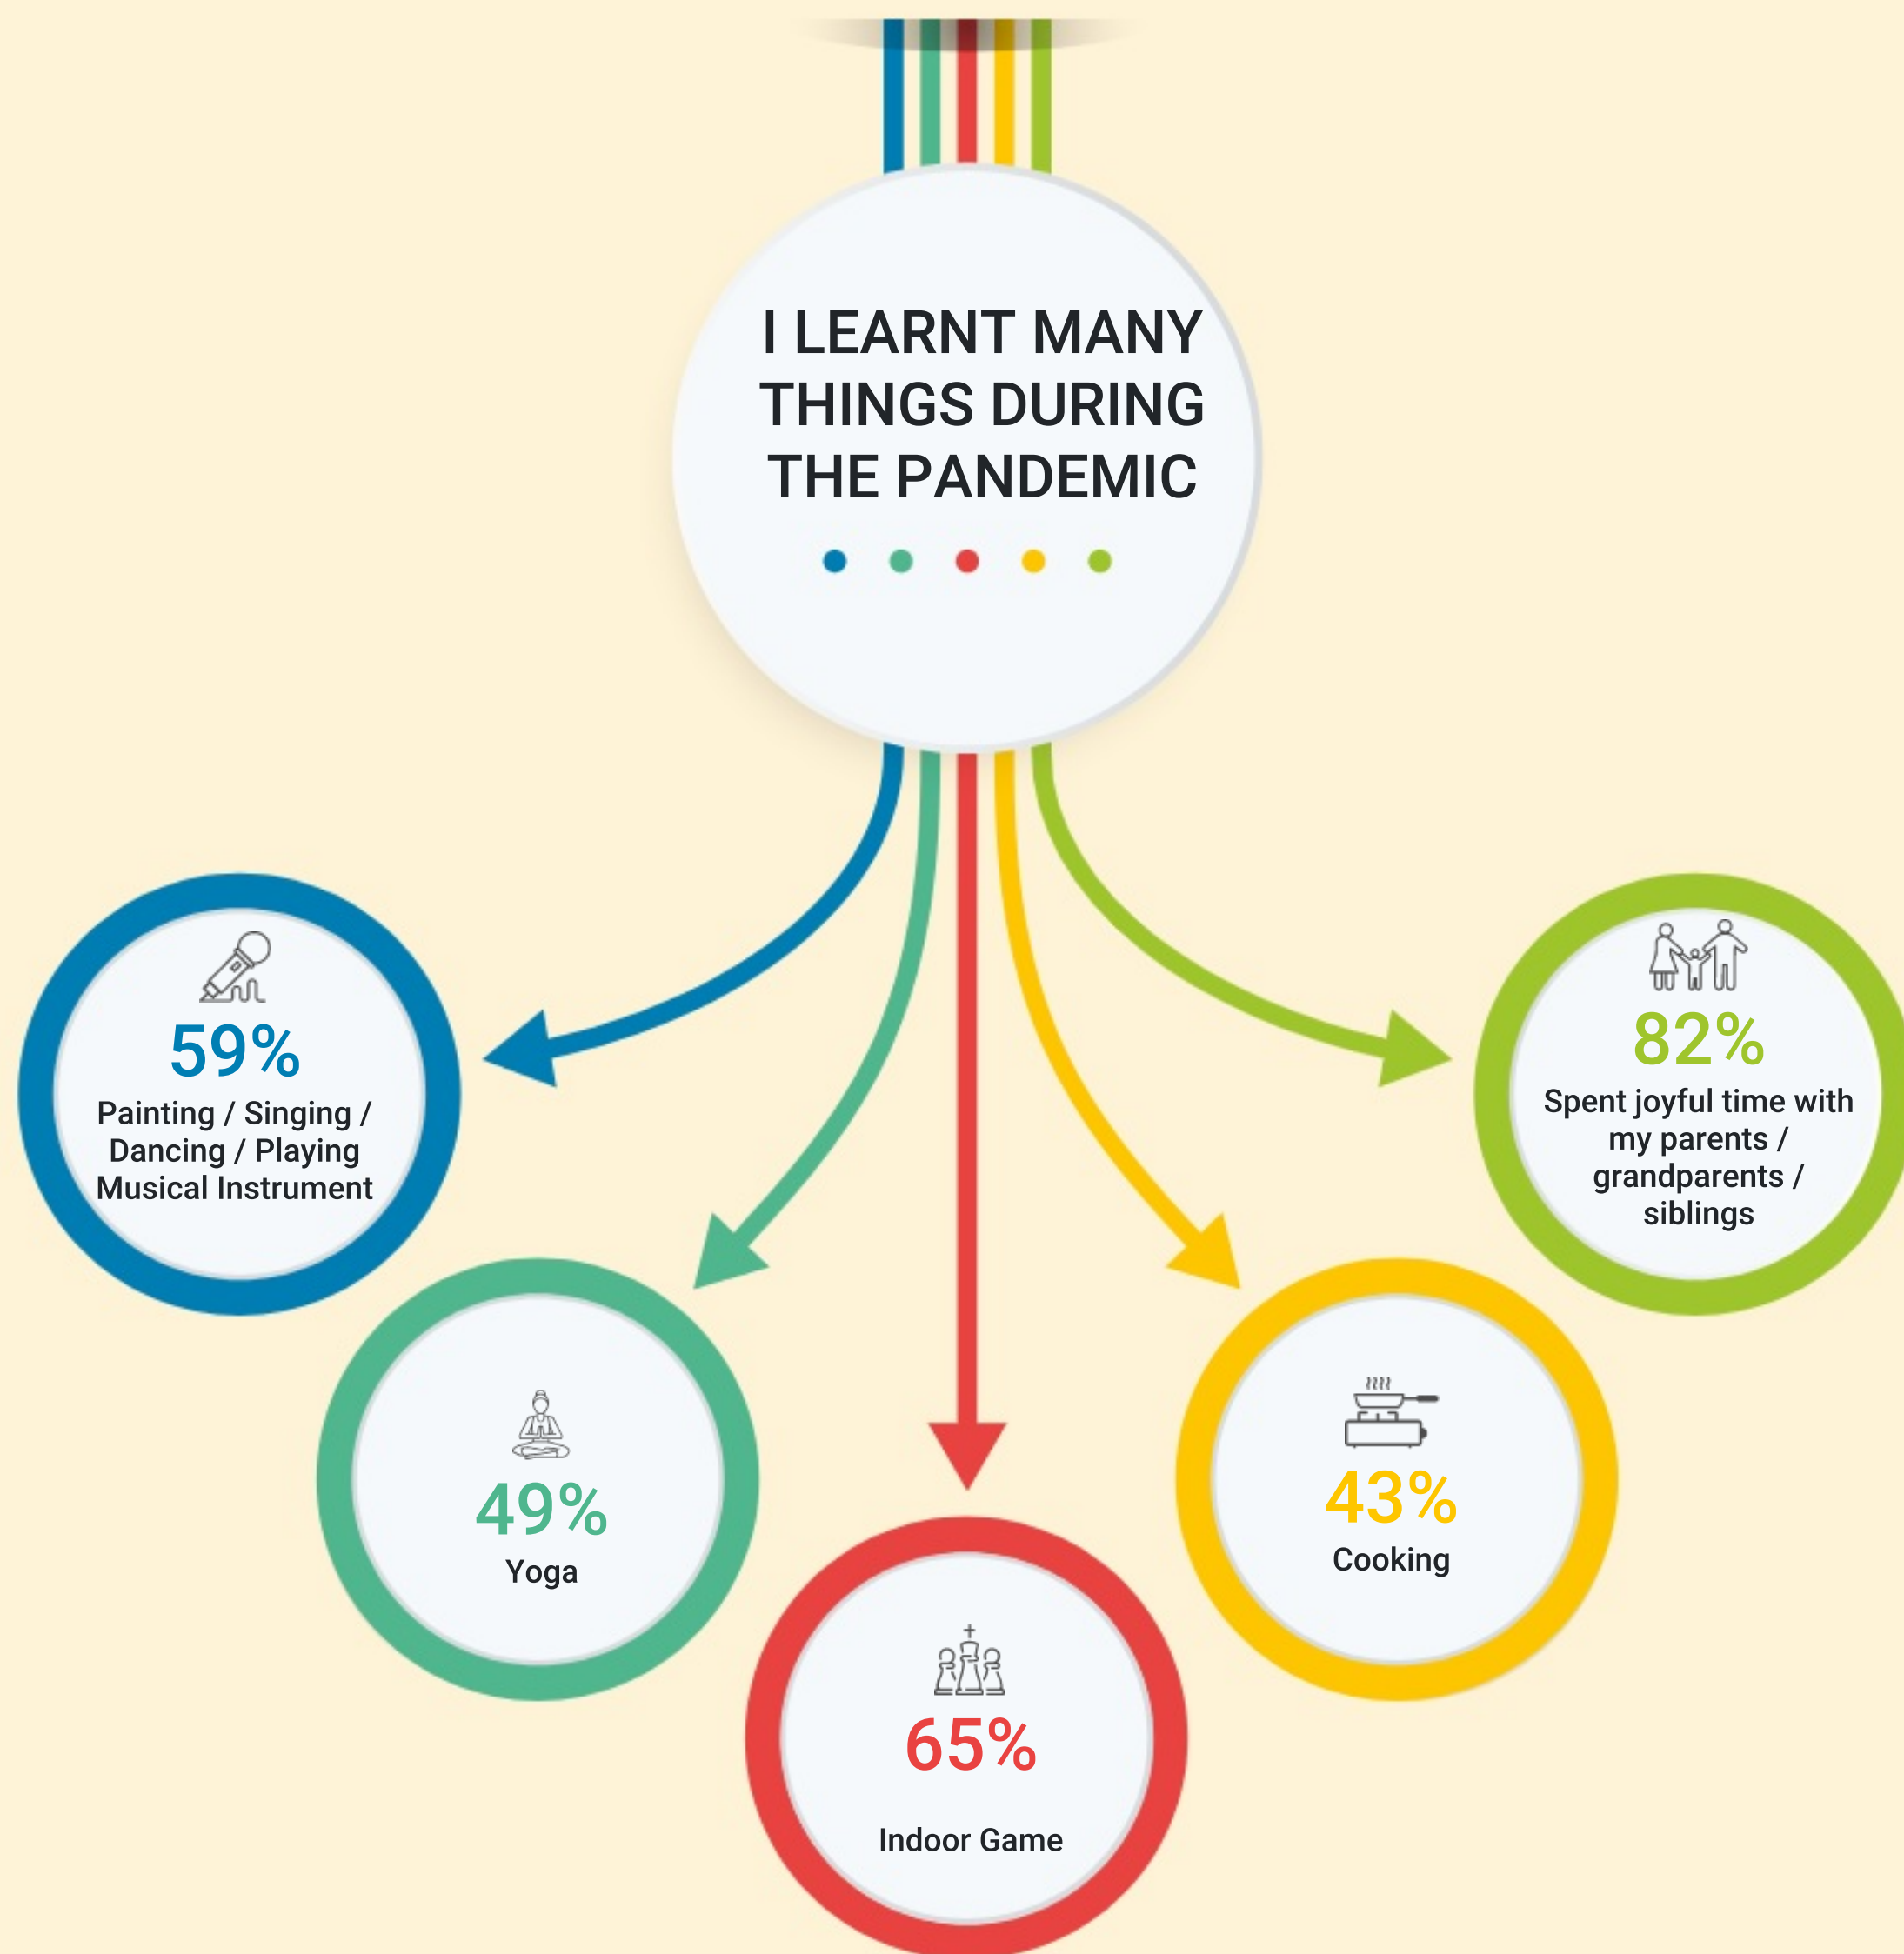 I LEARNT MANY
THINGS DURING
THE PANDEMIC
59%
Painting / Singing /
Dancing / Playing
Musical Instrument
49%
Yoga
65%
Indoor Game
43%
Cooking
82%
Spent joyful time with
my parents /
grandparents /
siblings